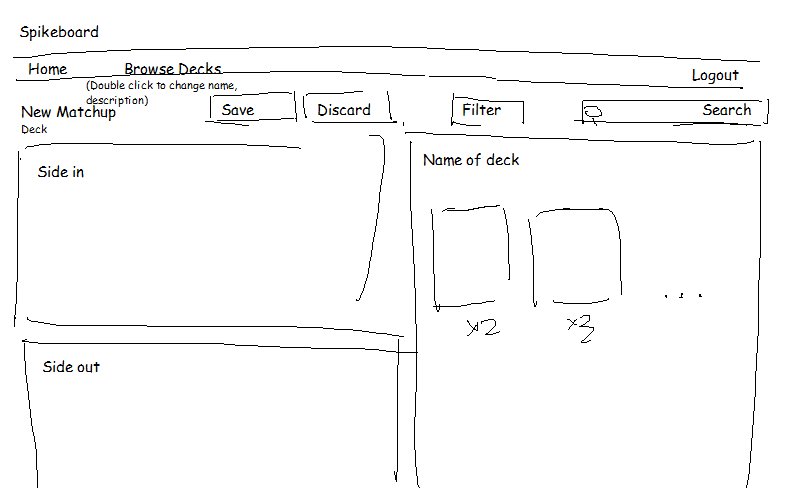 Spikeboard
Home Browse Decks Logout
(Double click to change name,
description)
New Matchup Save Discard Filter Search
Deck
Side in
Name of deck
x2 x3
...
Side out